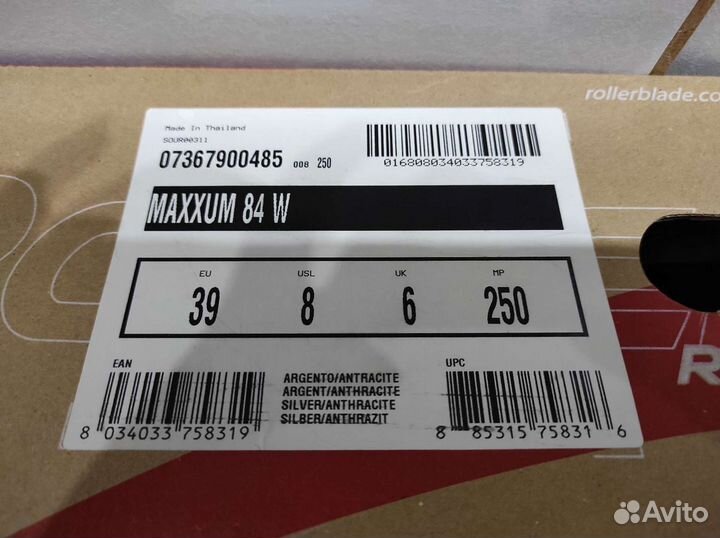 rollerblade.co
Made In Thailand
SOUR00311
07367900485 008 250
016808034033758319
MAXXUM 84 W
EU USL UK MP
39 8 6 250
EAN
ARGENTO/ANTRACITE
ARGENT/ANTHRACITE
SILVER/ANTHRACITE
SILBER/ANTHRAZIT
8 034033 758319
UPC
8 85315 75831 6
R
Avito